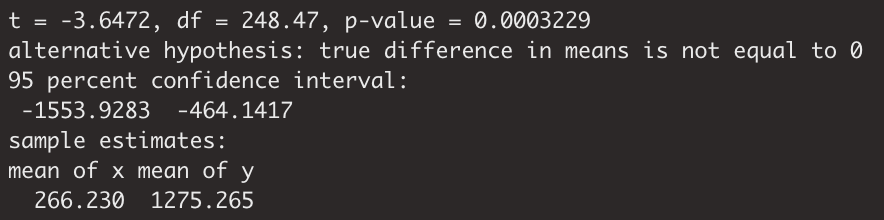 t = -3.6472, df = 248.47, p-value = 0.0003229
alternative hypothesis: true difference in means is not equal to 0
95 percent confidence interval:
 -1553.9283  -464.1417
sample estimates:
mean of x mean of y
  266.230  1275.265